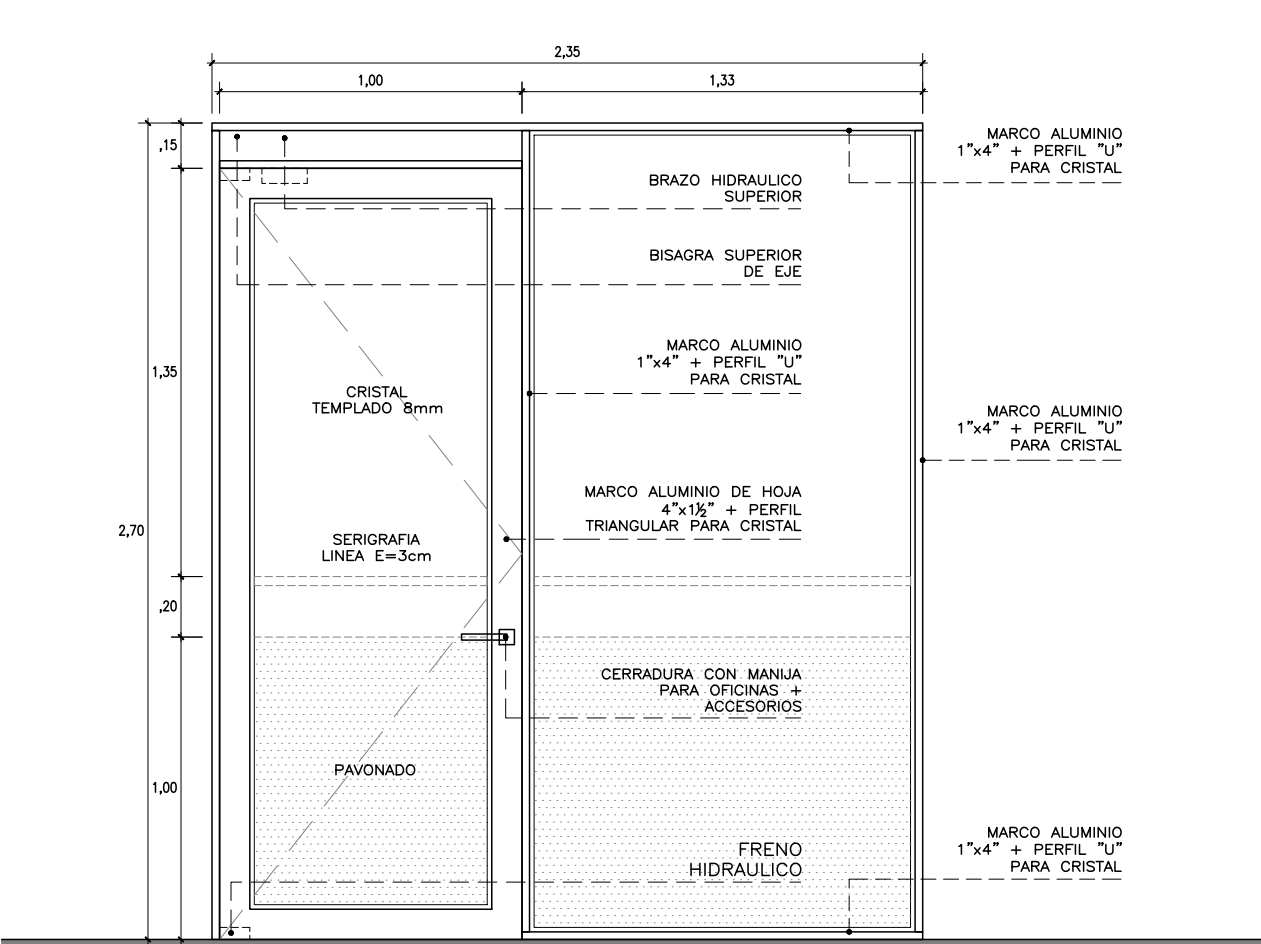 2,35
1,00
1,33
,15
1,35
2,70
,20
1,00
MARCO ALUMINIO
1"x4" + PERFIL "U"
PARA CRISTAL
BRAZO HIDRAULICO
SUPERIOR
BISAGRA SUPERIOR
DE EJE
MARCO ALUMINIO
1"x4" + PERFIL "U"
PARA CRISTAL
CRISTAL
TEMPLADO 8mm
MARCO ALUMINIO
1"x4" + PERFIL "U"
PARA CRISTAL
MARCO ALUMINIO DE HOJA
4"x1½" + PERFIL
TRIANGULAR PARA CRISTAL
SERIGRAFIA
LINEA E=3cm
CERRADURA CON MANIJA
PARA OFICINAS +
ACCESORIOS
PAVONADO
FRENO
HIDRAULICO
MARCO ALUMINIO
1"x4" + PERFIL "U"
PARA CRISTAL